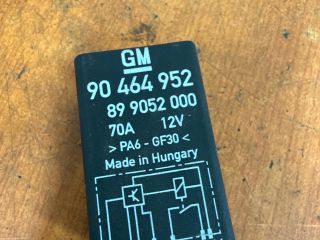 GM
90 464 952
89 9052 000
70A 12V
> PA6 - GF30 <
Made in Hungary